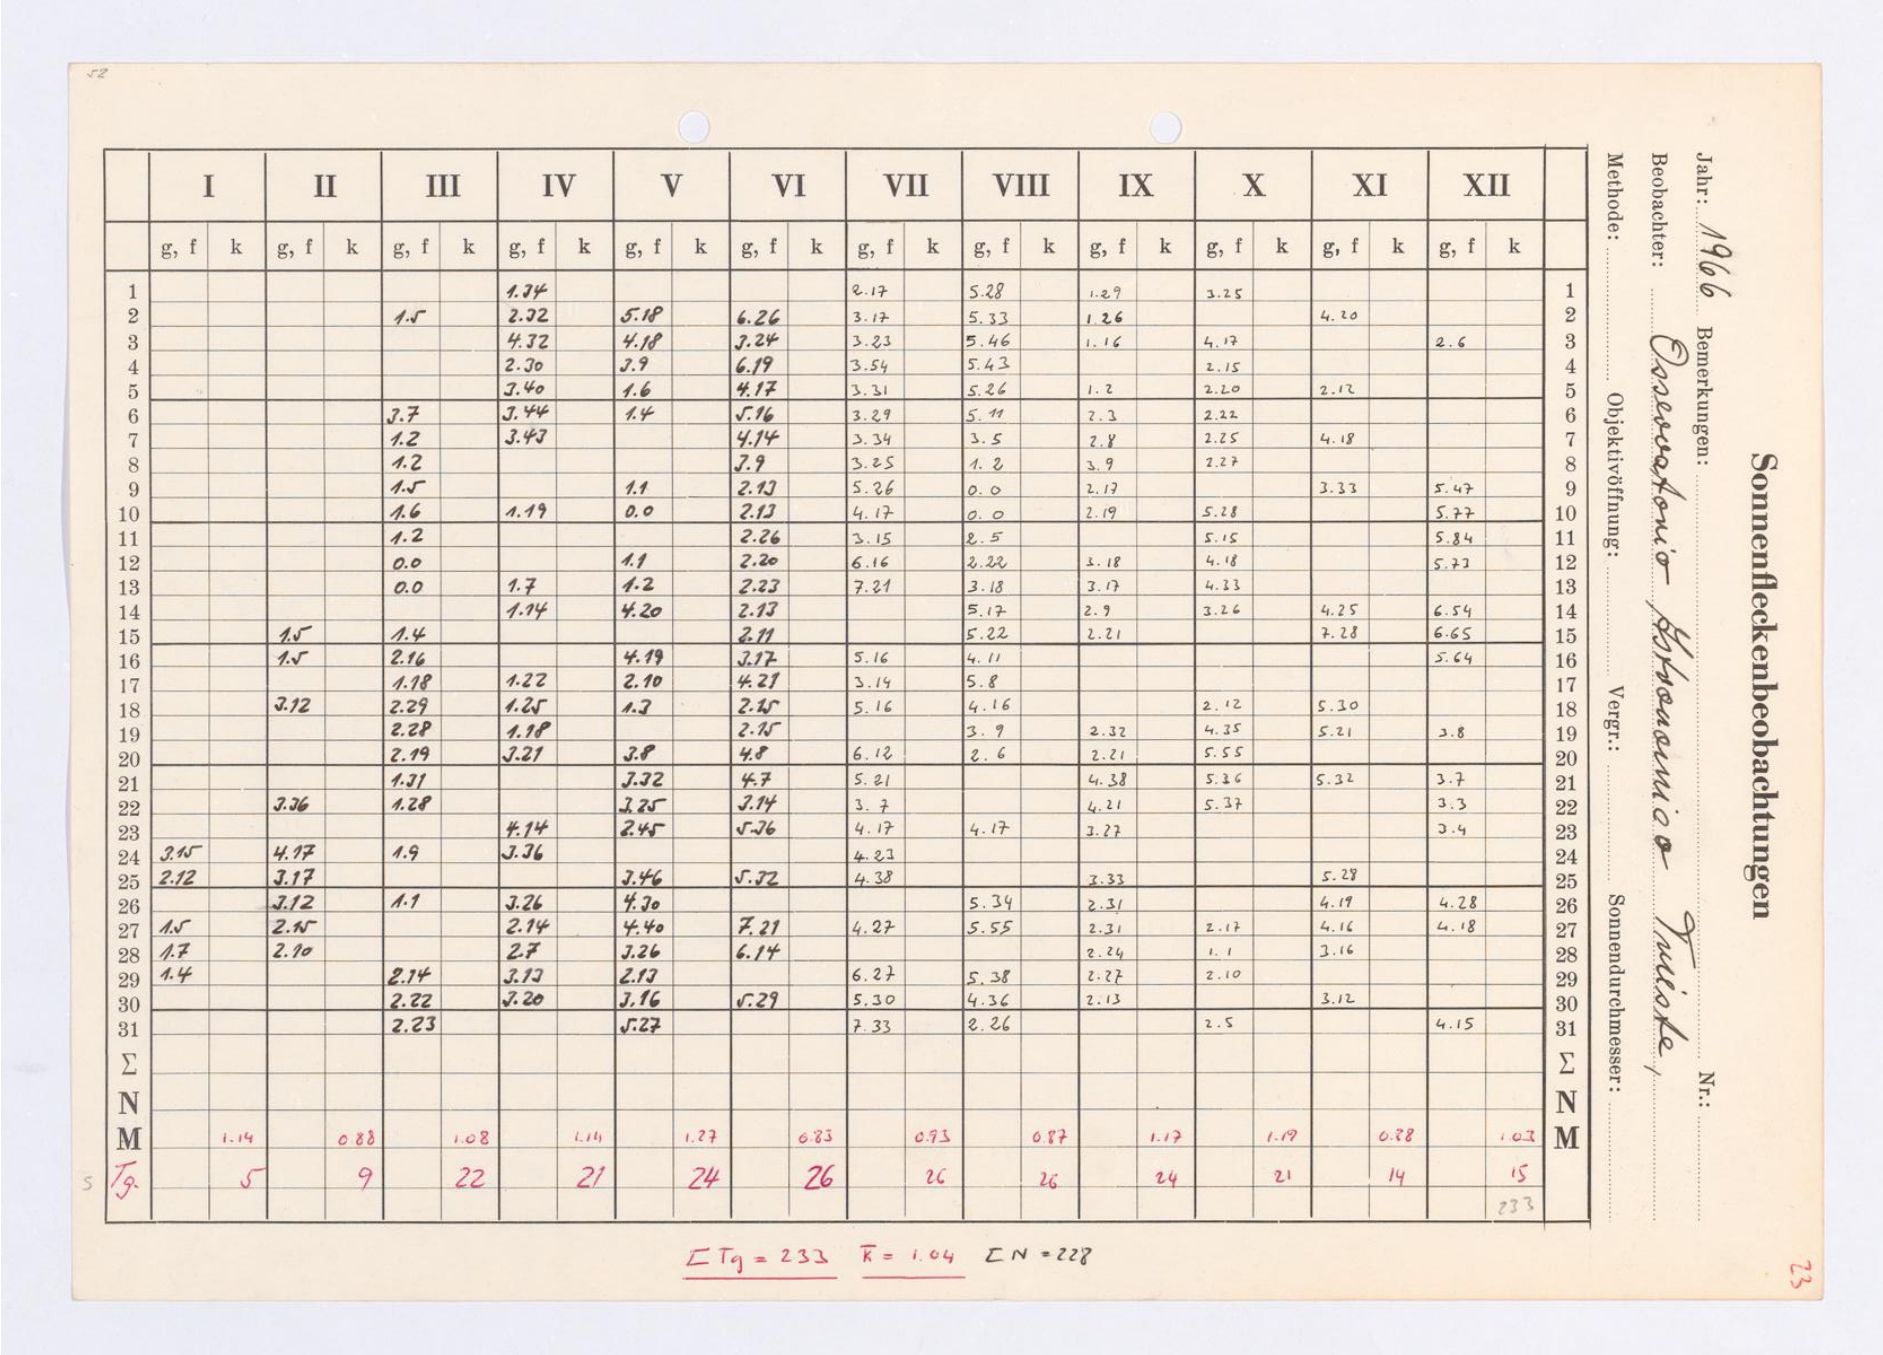 52
Sonnenfleckenbeobachtungen
Jahr: 1966 Bemerkungen: Nr.:
Beobachter: Osservatorio Astronomico Trieste,
Methode: Objektivöffnung: Vergr.: Sonnendurchmesser:
I II III IV V VI VII VIII IX X XI XII
g, f k g, f k g, f k g, f k g, f k g, f k g, f k g, f k g, f k g, f k g, f k g, f k
1 1.34 2.17 5.28 1.29 3.25 1
2 1.5 2.32 5.18 6.26 3.17 5.33 1.26 4.20 2
3 4.32 4.18 3.24 3.23 5.46 1.16 4.17 2.6 3
4 2.30 3.9 6.19 3.54 5.43 2.15 4
5 3.40 1.6 4.17 3.31 5.26 1.2 2.20 2.12 5
6 3.7 3.44 1.4 5.16 3.29 5.11 2.3 2.22 6
7 1.2 3.43 4.14 3.34 3.5 2.8 2.25 4.18 7
8 1.2 3.9 3.25 1.2 3.9 2.27 8
9 1.5 1.1 2.13 5.26 0.0 2.17 3.33 5.47 9
10 1.6 1.19 0.0 2.13 4.17 0.0 2.19 5.28 5.77 10
11 1.2 2.26 3.15 2.5 5.15 5.84 11
12 0.0 1.1 2.20 6.16 2.22 3.18 4.18 5.73 12
13 0.0 1.7 1.2 2.23 7.21 3.18 3.17 4.33 13
14 1.14 4.20 2.13 5.17 2.9 3.26 4.25 6.54 14
15 1.5 1.4 2.11 5.22 2.21 7.28 6.65 15
16 1.5 2.16 4.19 3.17 5.16 4.11 5.64 16
17 1.18 1.22 2.10 4.21 3.14 5.8 17
18 3.12 2.29 1.25 1.3 2.15 5.16 4.16 2.12 5.30 18
19 2.28 1.18 2.15 3.9 2.32 4.35 5.21 3.8 19
20 2.19 3.21 3.8 4.8 6.12 2.6 2.21 5.55 20
21 1.31 3.32 4.7 5.21 4.38 5.36 5.32 3.7 21
22 3.36 1.28 3.25 3.14 3.7 4.21 5.37 3.3 22
23 4.14 2.45 5.36 4.17 4.17 3.27 3.4 23
24 3.15 4.17 1.9 3.36 4.23 24
25 2.12 3.17 3.46 5.32 4.38 3.33 5.28 25
26 3.12 1.1 3.26 4.30 5.34 2.31 4.19 4.28 26
27 1.5 2.15 2.14 4.40 7.21 4.27 5.55 2.31 2.17 4.16 4.18 27
28 1.7 2.10 2.7 3.26 6.14 2.24 1.1 3.16 28
29 1.4 2.14 3.13 2.13 6.27 5.38 2.27 2.10 29
30 2.22 3.20 3.16 5.29 5.30 4.36 2.13 3.12 30
31 2.23 5.27 7.33 2.26 2.5 4.15 31
Σ Σ
N N
M 1.14 0.88 1.08 1.14 1.27 0.83 0.93 0.87 1.17 1.19 0.88 1.03 M
s Tg. 5 9 22 21 24 26 26 26 24 21 14 15
233
Σ Tg = 233 k̅ = 1.04 Σ N = 228
23